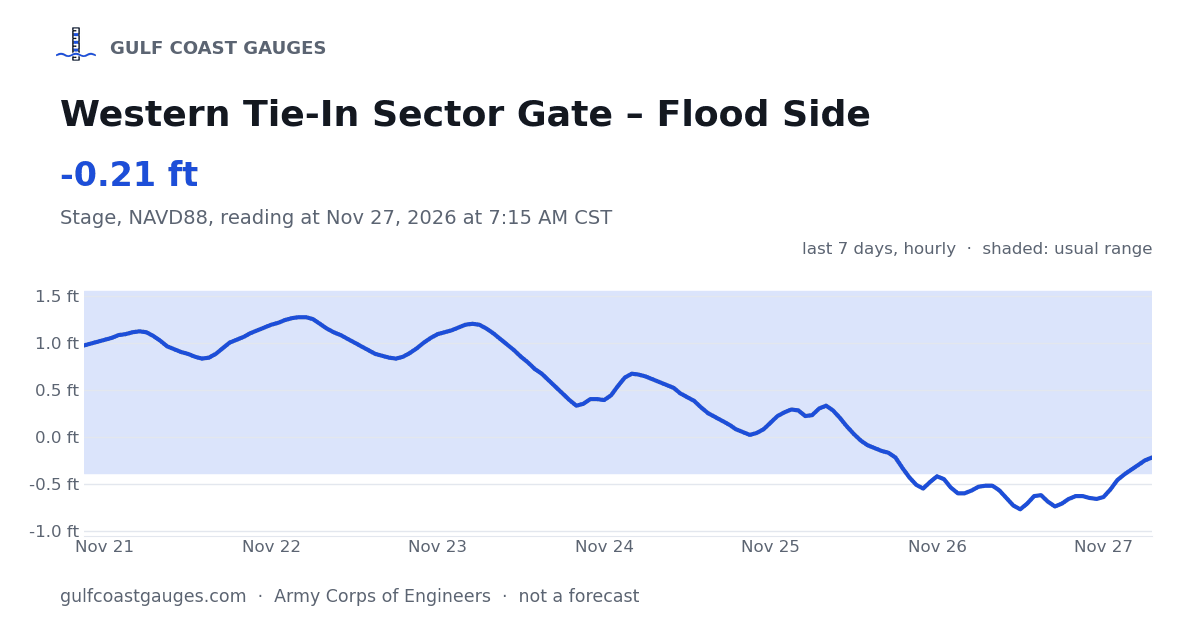 GULF COAST GAUGES
Western Tie-In Sector Gate – Flood Side
-0.21 ft
Stage, NAVD88, reading at Nov 27, 2026 at 7:15 AM CST
last 7 days, hourly · shaded: usual range
1.5 ft
1.0 ft
0.5 ft
0.0 ft
-0.5 ft
-1.0 ft
Nov 21 Nov 22 Nov 23 Nov 24 Nov 25 Nov 26 Nov 27
gulfcoastgauges.com · Army Corps of Engineers · not a forecast